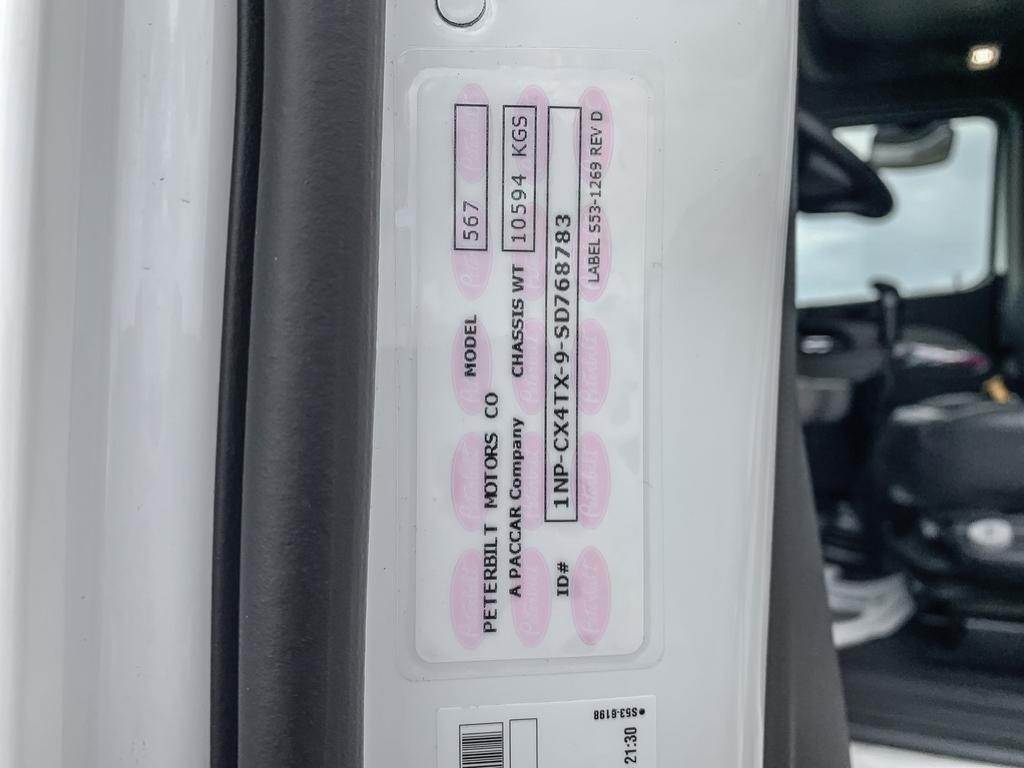 PETERBILT MOTORS CO MODEL 567
A PACCAR Company CHASSIS WT 10594 KGS
ID# 1NP-CX4TX-9-SD768783
LABEL S53-1269 REV D
S53-6198
21:30